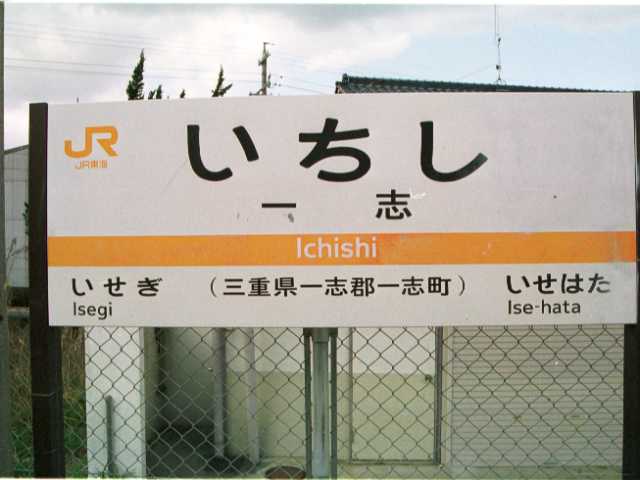 JR
JR東海
いちし
一志
Ichishi
いせぎ (三重県一志郡一志町) いせはた
Isegi Ise-hata